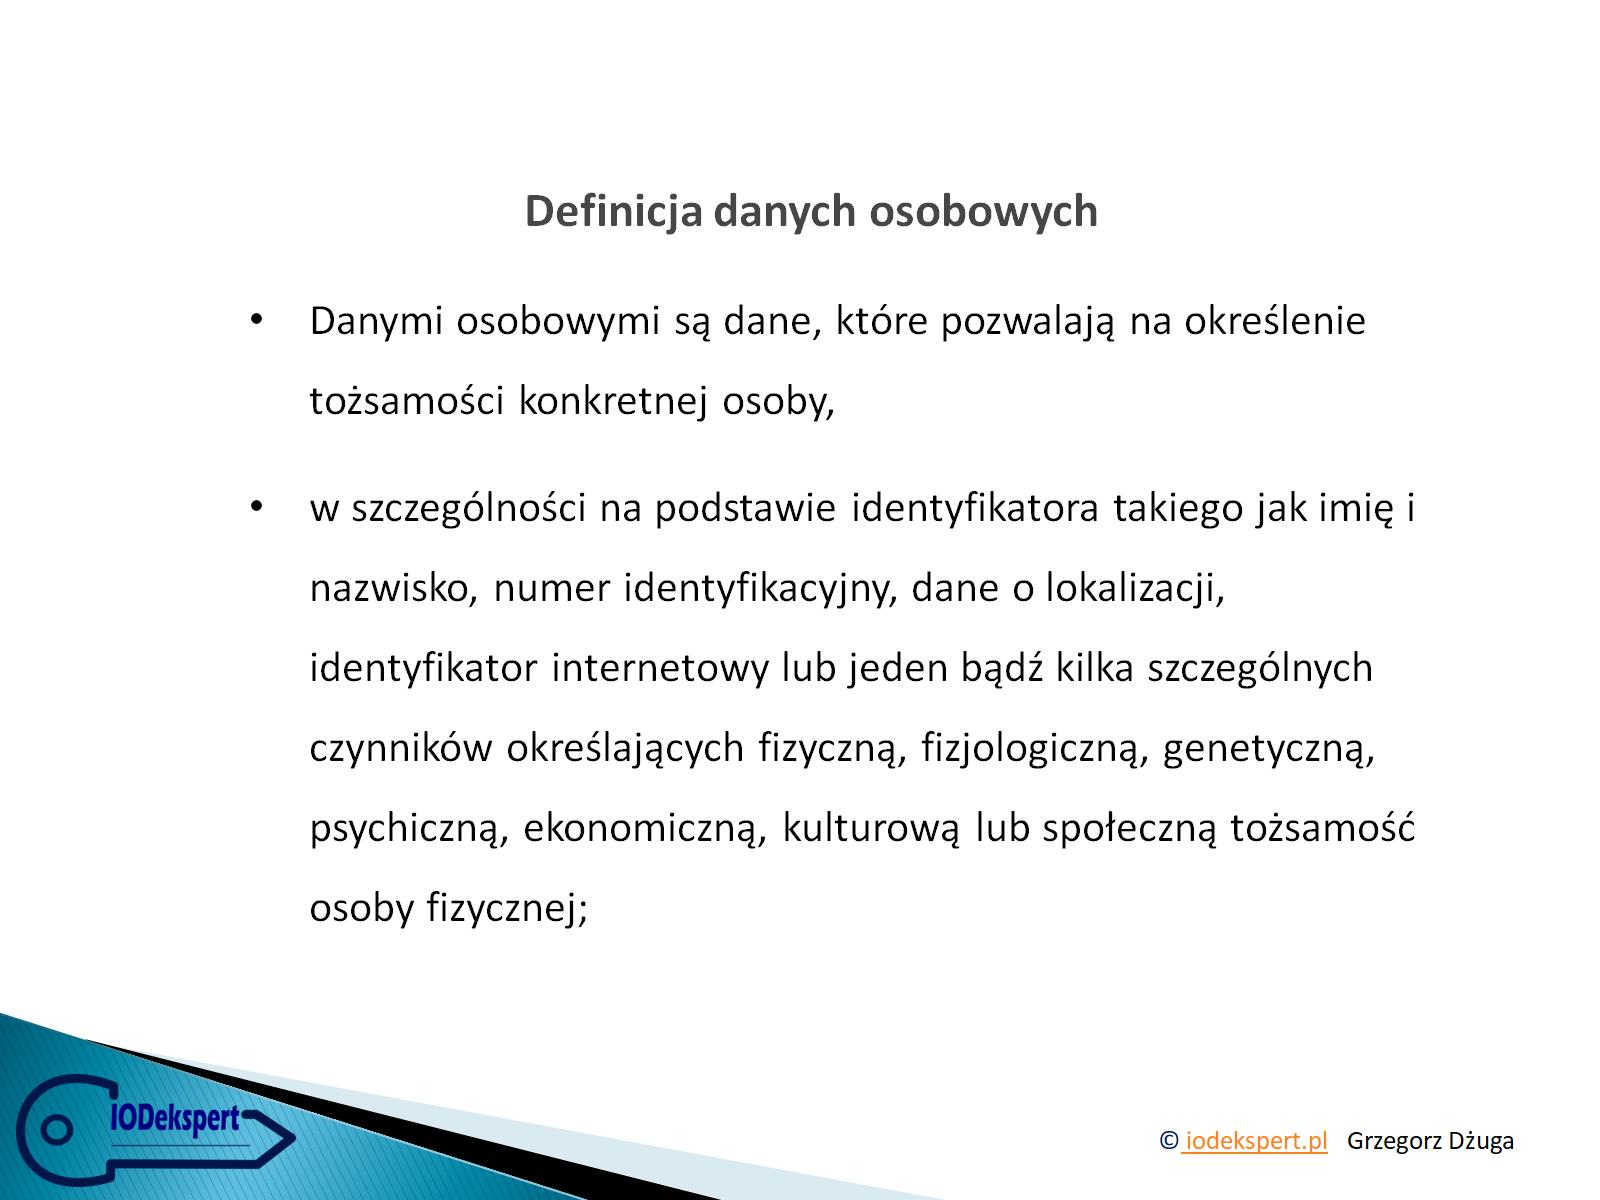 Definicja danych osobowych
• Danymi osobowymi są dane, które pozwalają na określenie
tożsamości konkretnej osoby,
• w szczególności na podstawie identyfikatora takiego jak imię i
nazwisko, numer identyfikacyjny, dane o lokalizacji,
identyfikator internetowy lub jeden bądź kilka szczególnych
czynników określających fizyczną, fizjologiczną, genetyczną,
psychiczną, ekonomiczną, kulturową lub społeczną tożsamość
osoby fizycznej;
IODekspert
© iodekspert.pl Grzegorz Dżuga